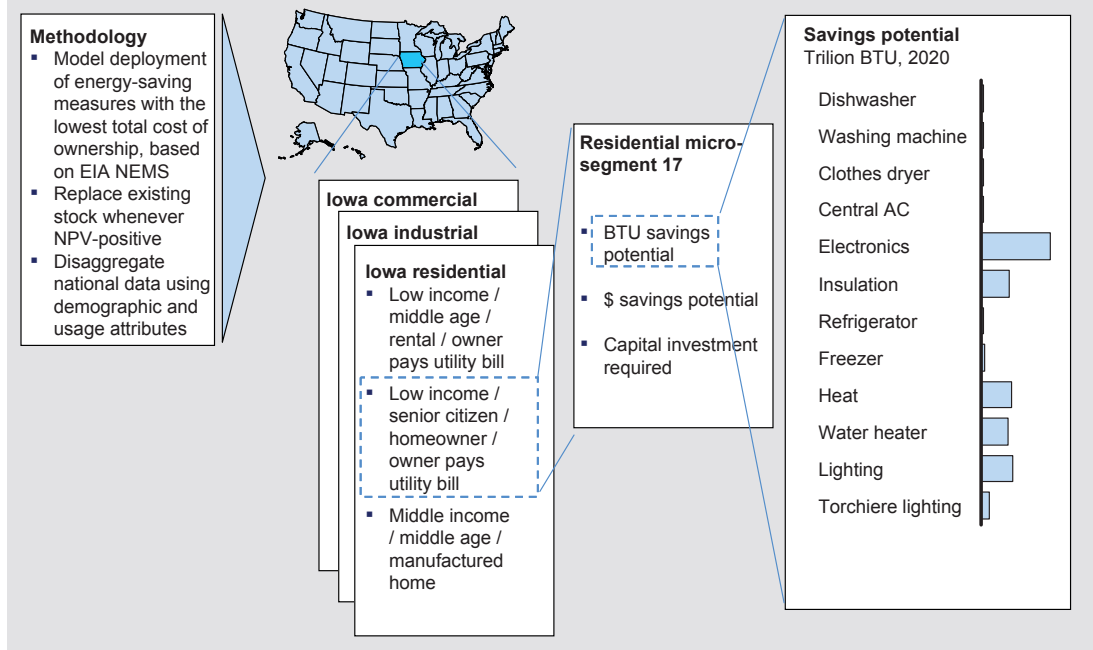 Methodology
▪ Model deployment
of energy-saving
measures with the
lowest total cost of
ownership, based
on EIA NEMS
▪ Replace existing
stock whenever
NPV-positive
▪ Disaggregate
national data using
demographic and
usage attributes
Iowa commercial
Iowa industrial
Iowa residential
▪ Low income /
middle age /
rental / owner
pays utility bill
▪ Low income /
senior citizen /
homeowner /
owner pays
utility bill
▪ Middle income
/ middle age /
manufactured
home
Residential micro-
segment 17
▪ BTU savings
potential
▪ $ savings potential
▪ Capital investment
required
Savings potential
Trilion BTU, 2020
Dishwasher
Washing machine
Clothes dryer
Central AC
Electronics
Insulation
Refrigerator
Freezer
Heat
Water heater
Lighting
Torchiere lighting